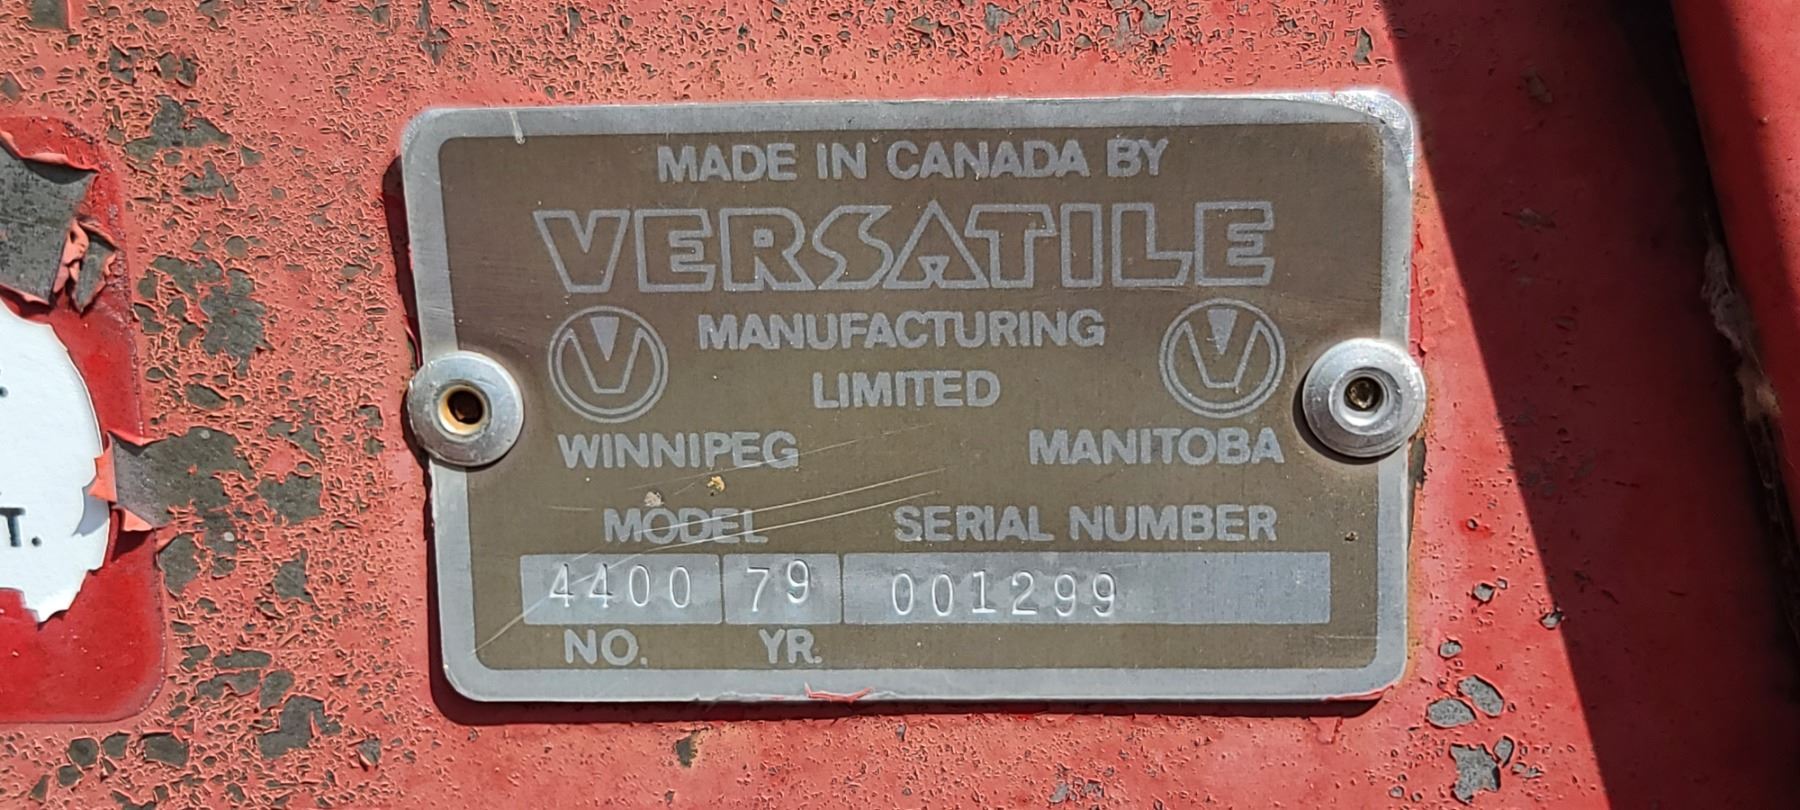 MADE IN CANADA BY
VERSATILE
MANUFACTURING
LIMITED
WINNIPEG MANITOBA
MODEL SERIAL NUMBER
4400 79 001299
NO. YR.
T.